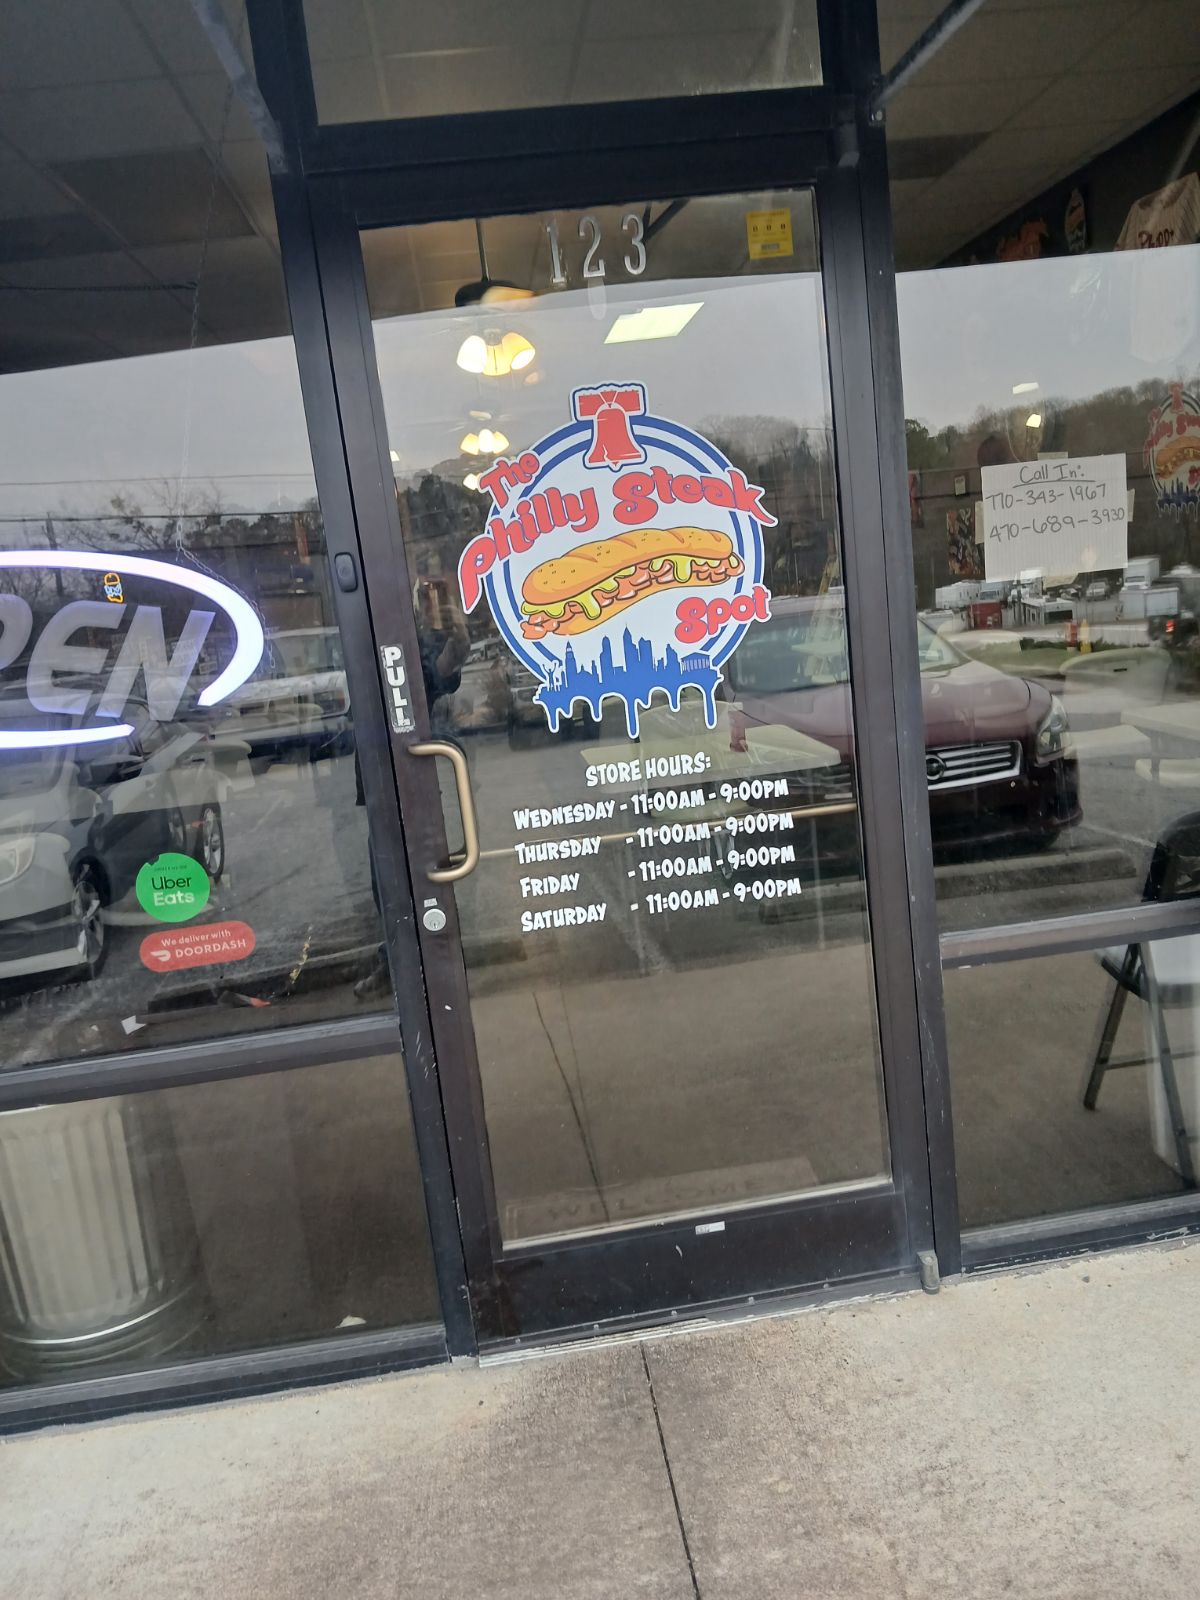 123
The
Philly Steak
Spot
PULL
STORE HOURS:
WEDNESDAY - 11:00AM - 9:00PM
THURSDAY - 11:00AM - 9:00PM
FRIDAY - 11:00AM - 9:00PM
SATURDAY - 11:00AM - 9:00PM
Call In:
770-343-1967
470-689-3930
PEN
Uber
Eats
We deliver with
DOORDASH
WELCOME